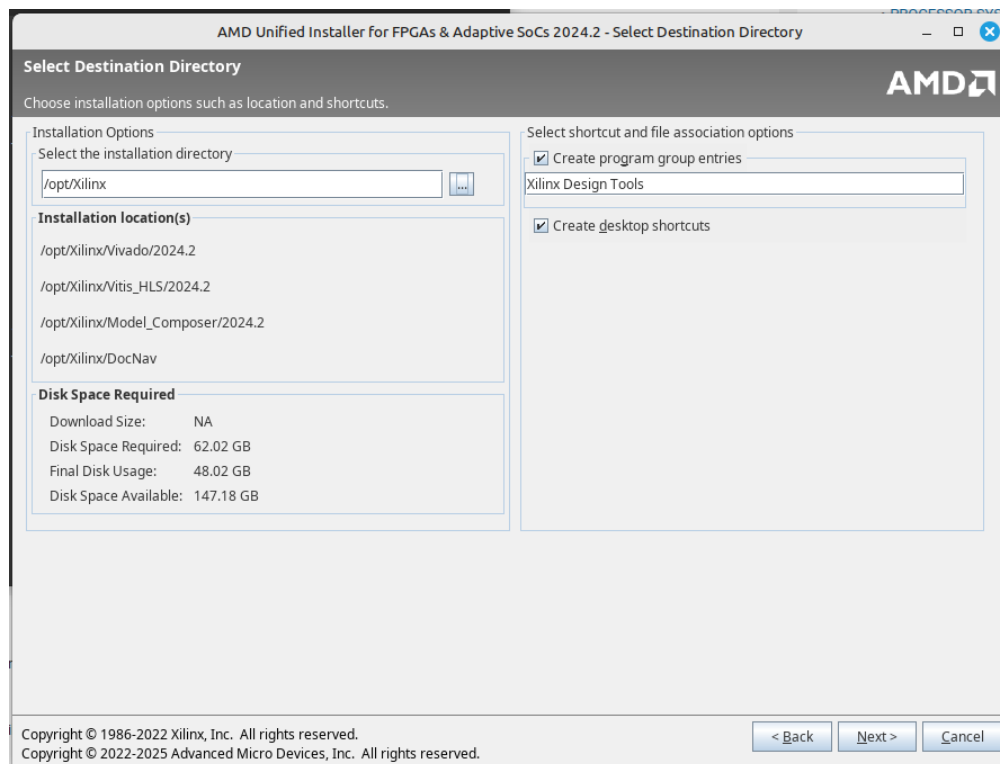 AMD Unified Installer for FPGAs & Adaptive SoCs 2024.2 - Select Destination Directory
Select Destination Directory
Choose installation options such as location and shortcuts.
AMD
Installation Options
Select the installation directory
/opt/Xilinx
...
Installation location(s)
/opt/Xilinx/Vivado/2024.2
/opt/Xilinx/Vitis_HLS/2024.2
/opt/Xilinx/Model_Composer/2024.2
/opt/Xilinx/DocNav
Disk Space Required
Download Size: NA
Disk Space Required: 62.02 GB
Final Disk Usage: 48.02 GB
Disk Space Available: 147.18 GB
Select shortcut and file association options
Create program group entries
Xilinx Design Tools
Create desktop shortcuts
Copyright © 1986-2022 Xilinx, Inc. All rights reserved.
Copyright © 2022-2025 Advanced Micro Devices, Inc. All rights reserved.
< Back
Next >
Cancel